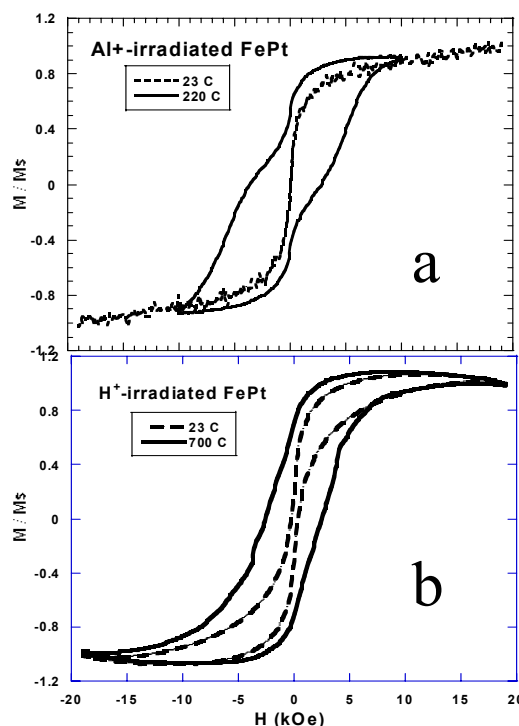 1.2
Al+-irradiated FePt
23 C
220 C
0.8
0.4
0
-0.4
-0.8
-1.2
M / Ms
a
1.2
H+-irradiated FePt
23 C
700 C
0.8
0.4
0
-0.4
-0.8
-1.2
M / Ms
b
-20 -15 -10 -5 0 5 10 15 20
H (kOe)